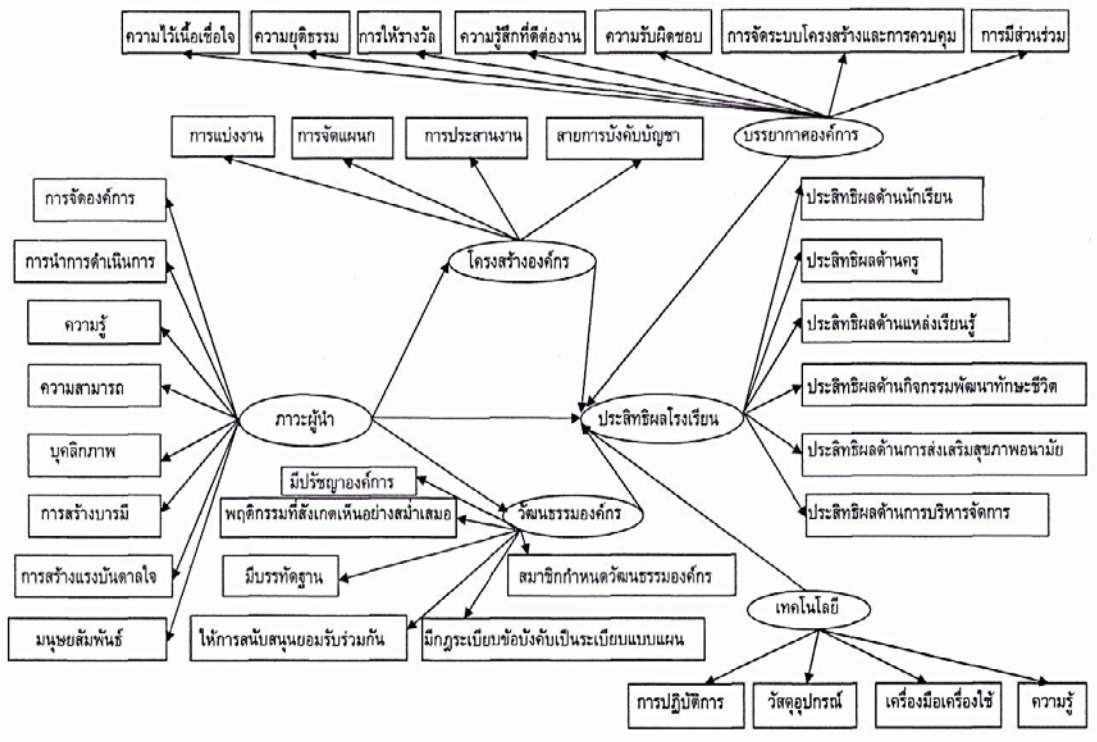 ความไว้เนื้อเชื่อใจ
ความยุติธรรม
การให้รางวัล
ความรู้สึกที่ดีต่องาน
ความรับผิดชอบ
การจัดระบบโครงสร้างและการควบคุม
การมีส่วนร่วม
การแบ่งงาน
การจัดแผนก
การประสานงาน
สายการบังคับบัญชา
บรรยากาศองค์การ
การจัดองค์การ
ประสิทธิผลด้านนักเรียน
การนำการดำเนินการ
โครงสร้างองค์กร
ประสิทธิผลด้านครู
ความรู้
ประสิทธิผลด้านแหล่งเรียนรู้
ความสามารถ
ประสิทธิผลด้านกิจกรรมพัฒนาทักษะชีวิต
ภาวะผู้นำ
ประสิทธิผลโรงเรียน
บุคลิกภาพ
ประสิทธิผลด้านการส่งเสริมสุขภาพอนามัย
มีปรัชญาองค์การ
การสร้างบารมี
พฤติกรรมที่สังเกตเห็นอย่างสม่ำเสมอ
วัฒนธรรมองค์กร
ประสิทธิผลด้านการบริหารจัดการ
การสร้างแรงบันดาลใจ
มีบรรทัดฐาน
สมาชิกกำหนดวัฒนธรรมองค์กร
เทคโนโลยี
มนุษยสัมพันธ์
ให้การสนับสนุนยอมรับร่วมกัน
มีกฎระเบียบข้อบังคับเป็นระเบียบแบบแผน
การปฏิบัติการ
วัสดุอุปกรณ์
เครื่องมือเครื่องใช้
ความรู้